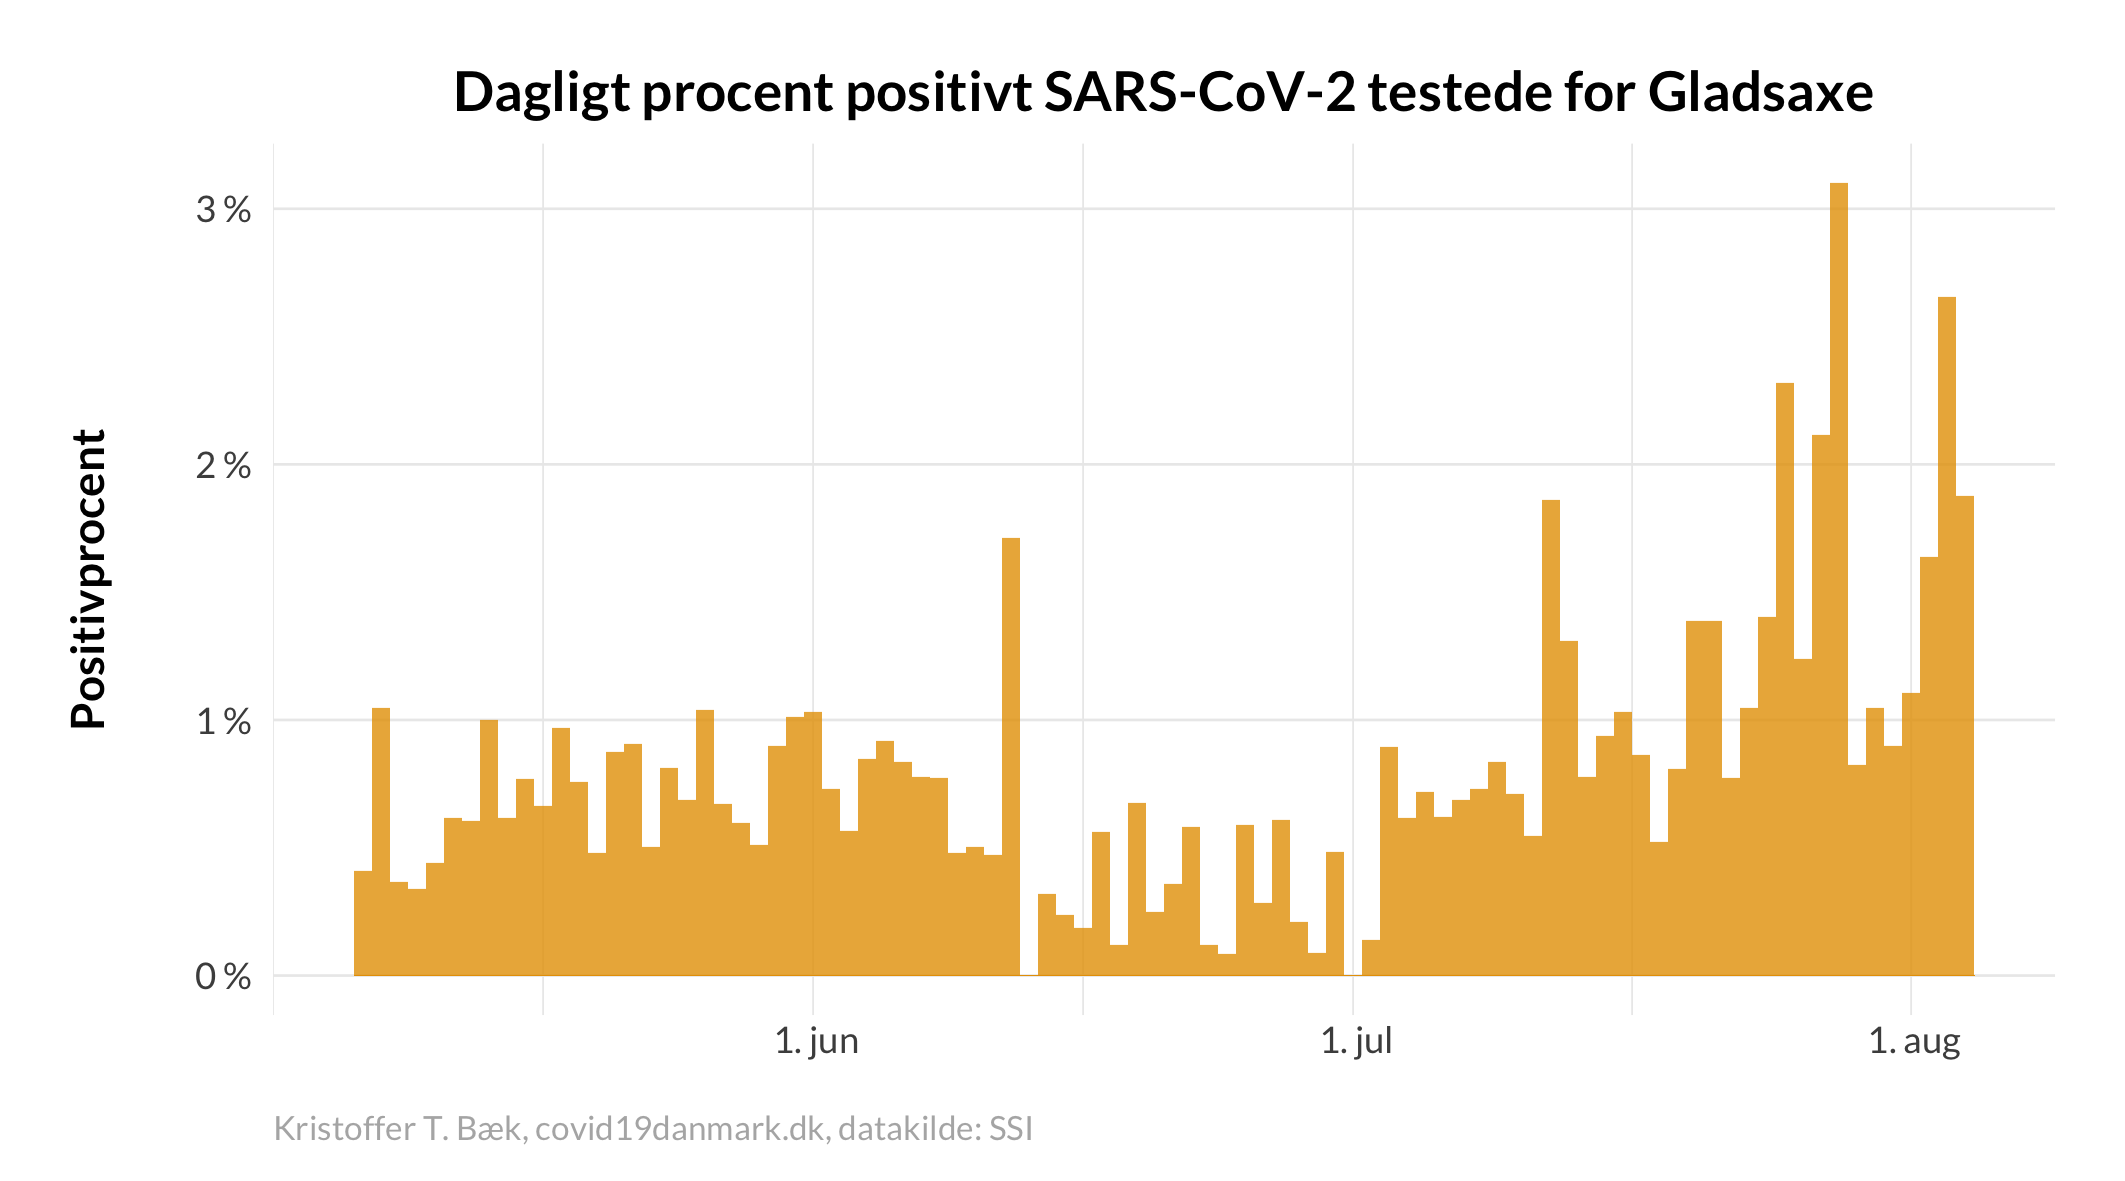 Dagligt procent positivt SARS-CoV-2 testede for Gladsaxe
Positivprocent
3 %
2 %
1 %
0 %
1. jun
1. jul
1. aug
Kristoffer T. Bæk, covid19danmark.dk, datakilde: SSI